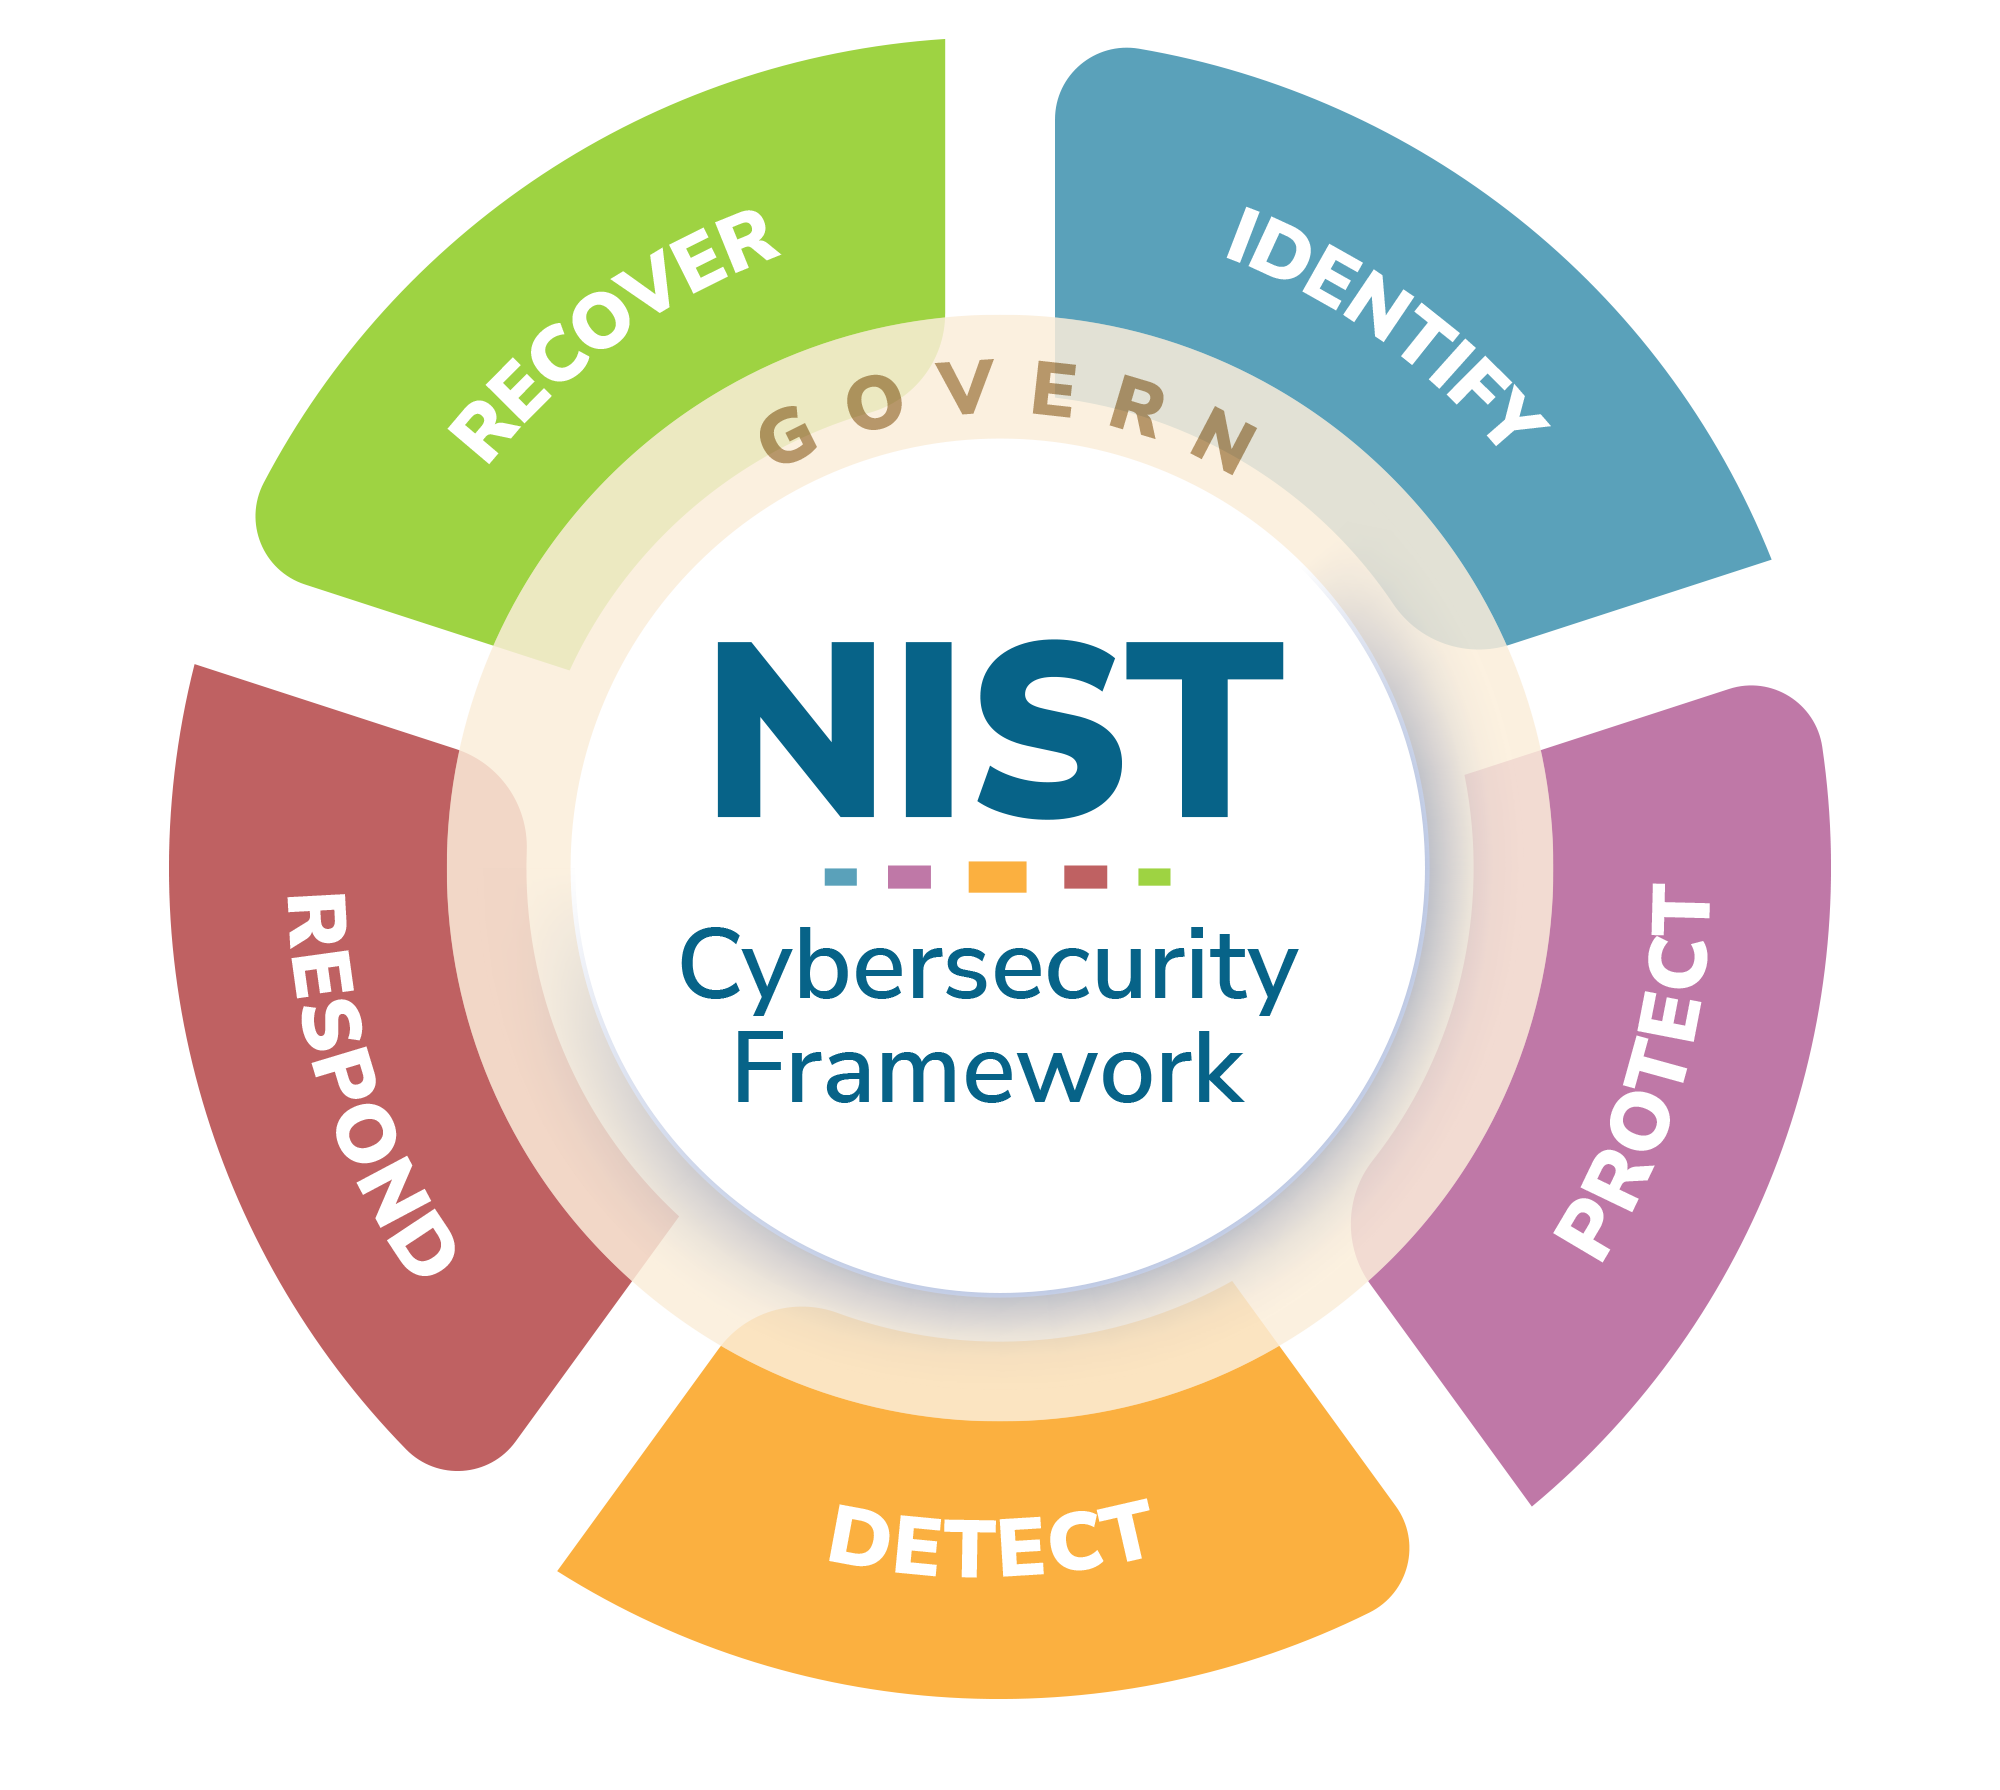 RECOVER
IDENTIFY
GOVERN
NIST
Cybersecurity
Framework
RESPOND
PROTECT
DETECT